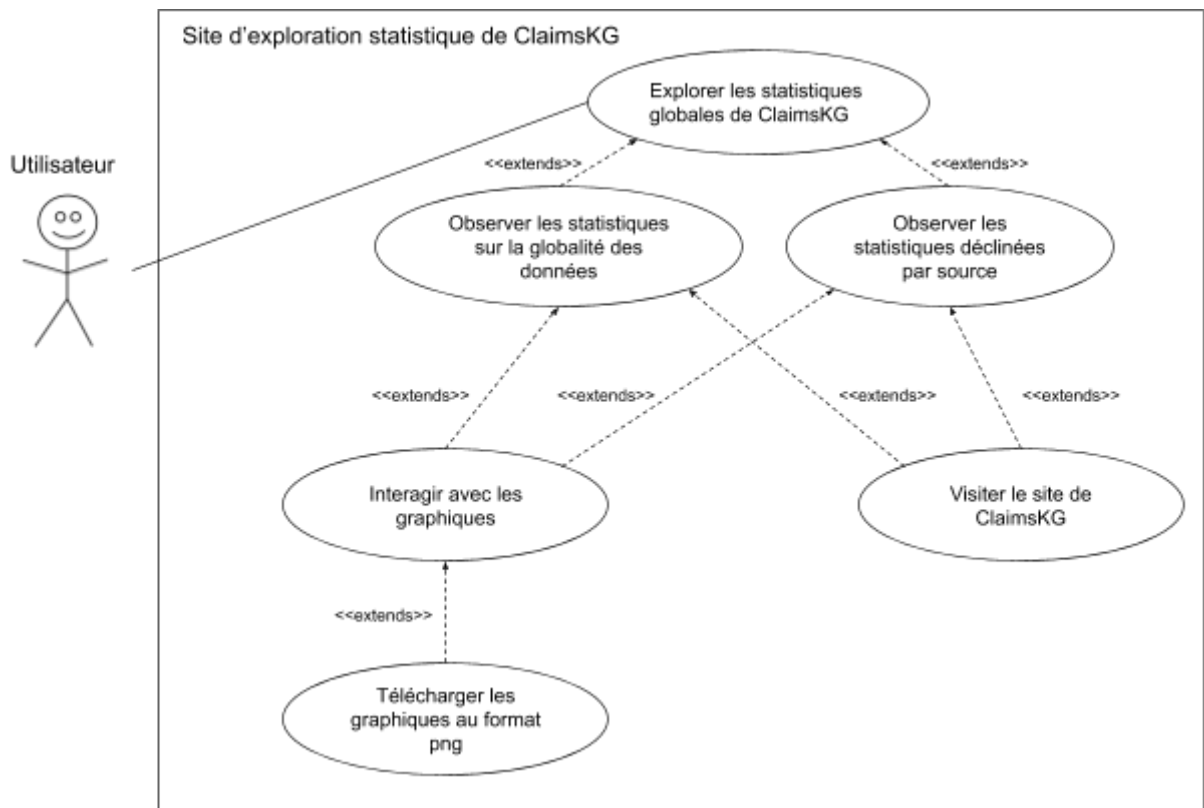 Site d'exploration statistique de ClaimsKG
Explorer les statistiques
globales de ClaimsKG
Utilisateur
<<extends>>
<<extends>>
Observer les statistiques
sur la globalité des
données
Observer les
statistiques déclinées
par source
<<extends>>
<<extends>>
<<extends>>
<<extends>>
Interagir avec les
graphiques
Visiter le site de
ClaimsKG
<<extends>>
Télécharger les
graphiques au format
png